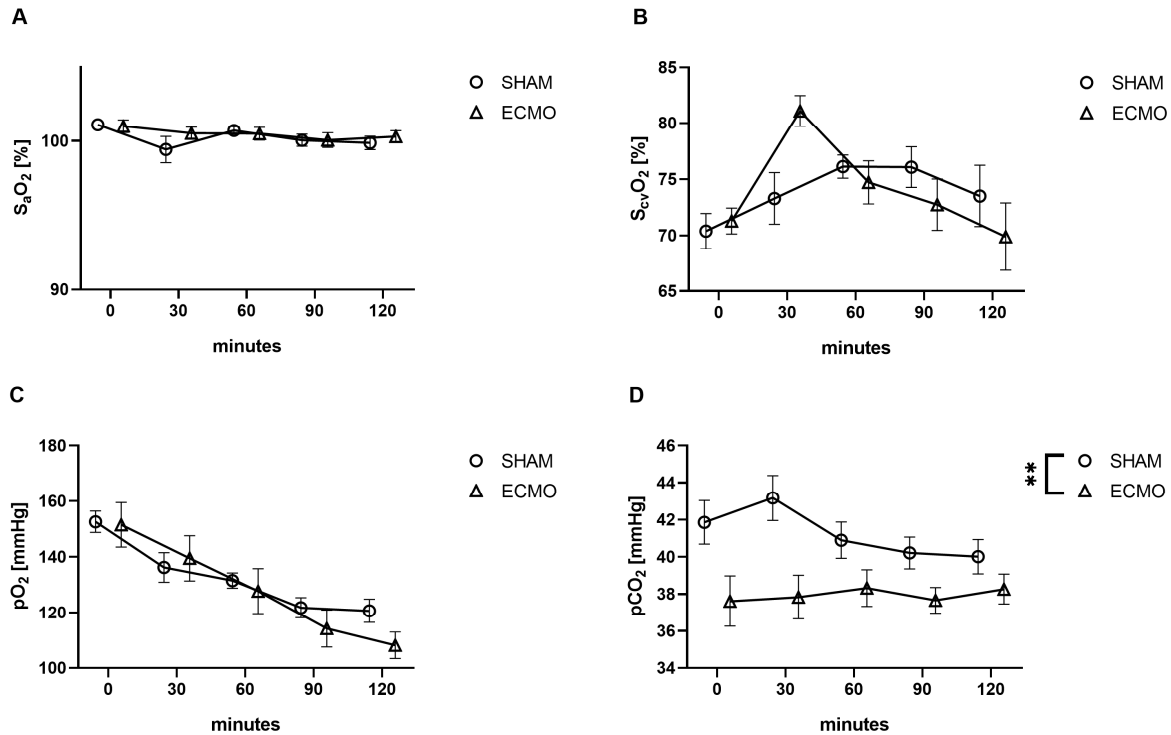 A
SHAM
ECMO
SaO2 [%]
100
90
0 30 60 90 120
minutes
B
SHAM
ECMO
ScvO2 [%]
85
80
75
70
65
0 30 60 90 120
minutes
C
SHAM
ECMO
pO2 [mmHg]
180
160
140
120
100
0 30 60 90 120
minutes
D
**
SHAM
ECMO
pCO2 [mmHg]
46
44
42
40
38
36
34
0 30 60 90 120
minutes